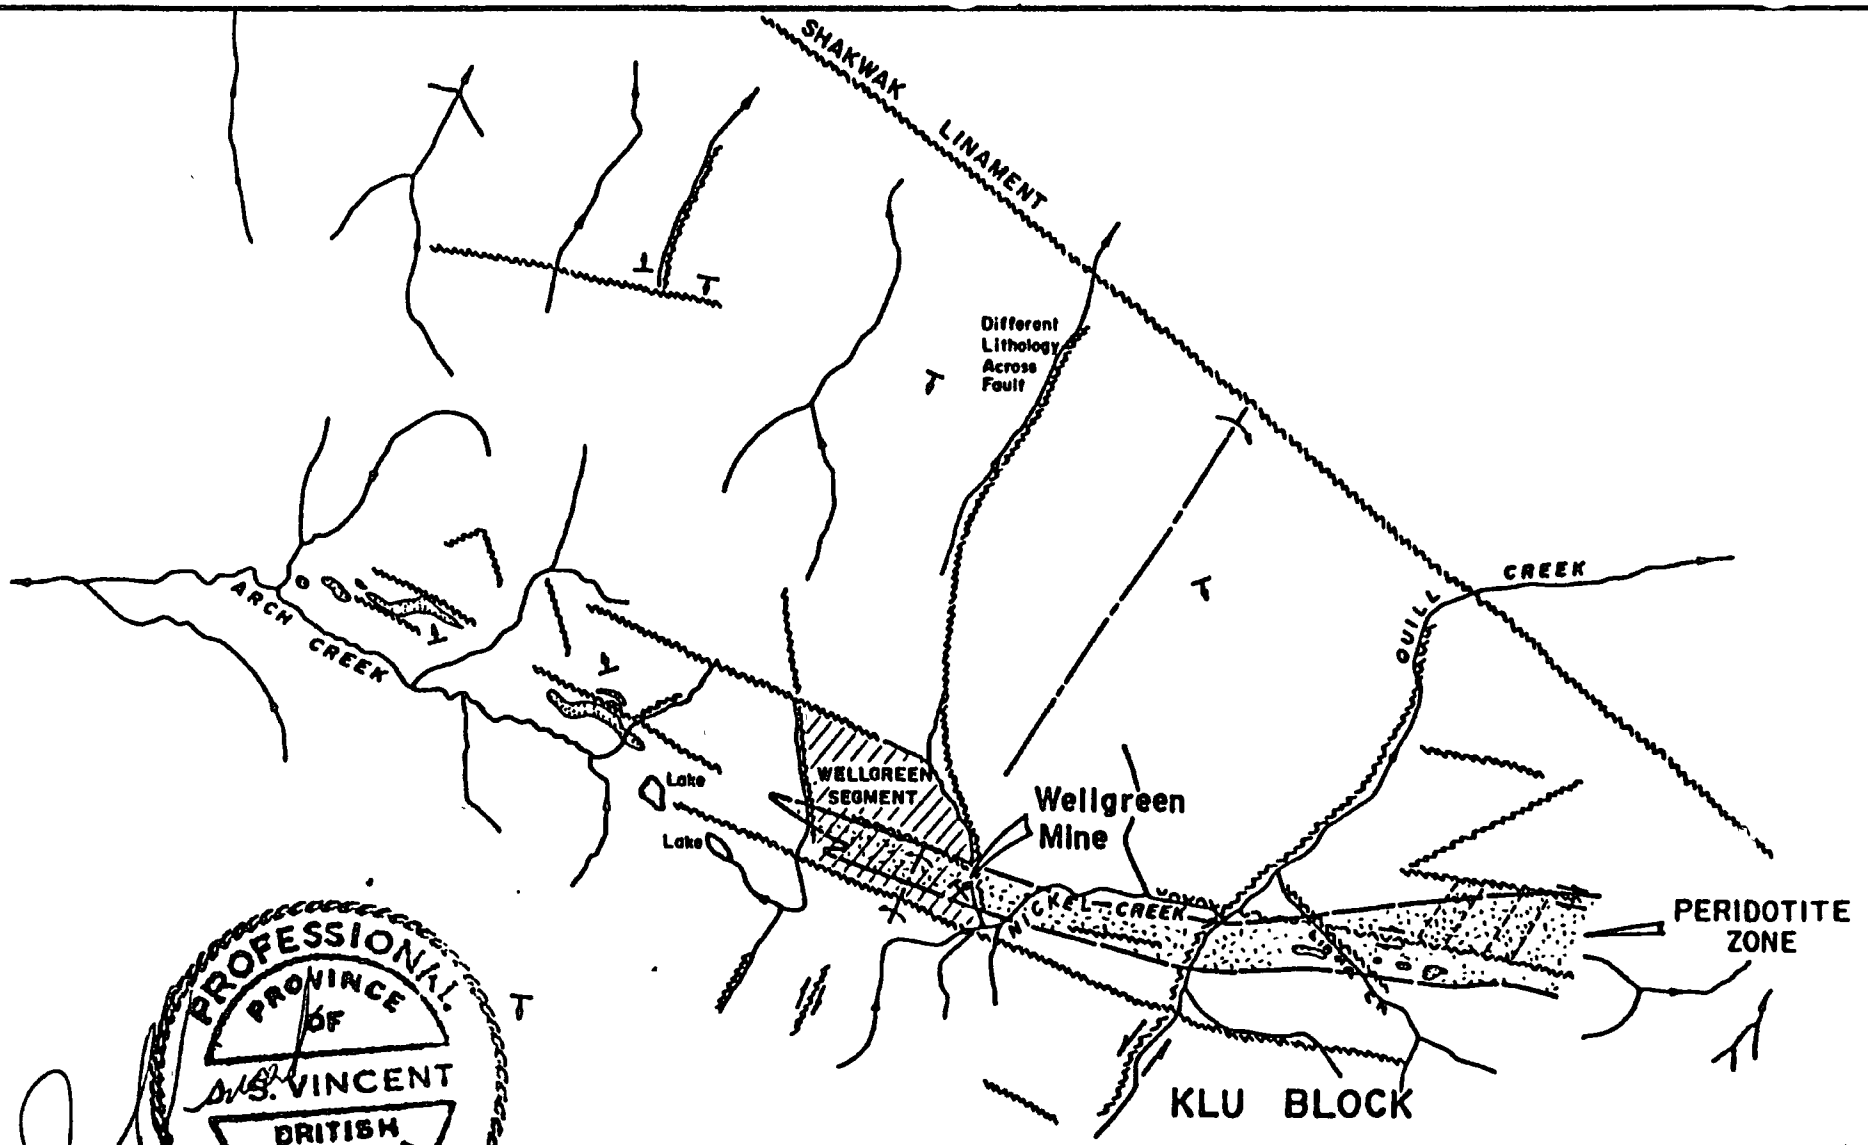 SHAKWAK
LINAMENT
Different
Lithology
Across
Fault
CREEK
QUILL
ARCH
CREEK
Lake
Lake
WELLGREEN
SEGMENT
Wellgreen
Mine
NICKEL CREEK
PERIDOTITE
ZONE
KLU BLOCK
PROFESSIONAL
PROVINCE
OF
S. VINCENT
BRITISH